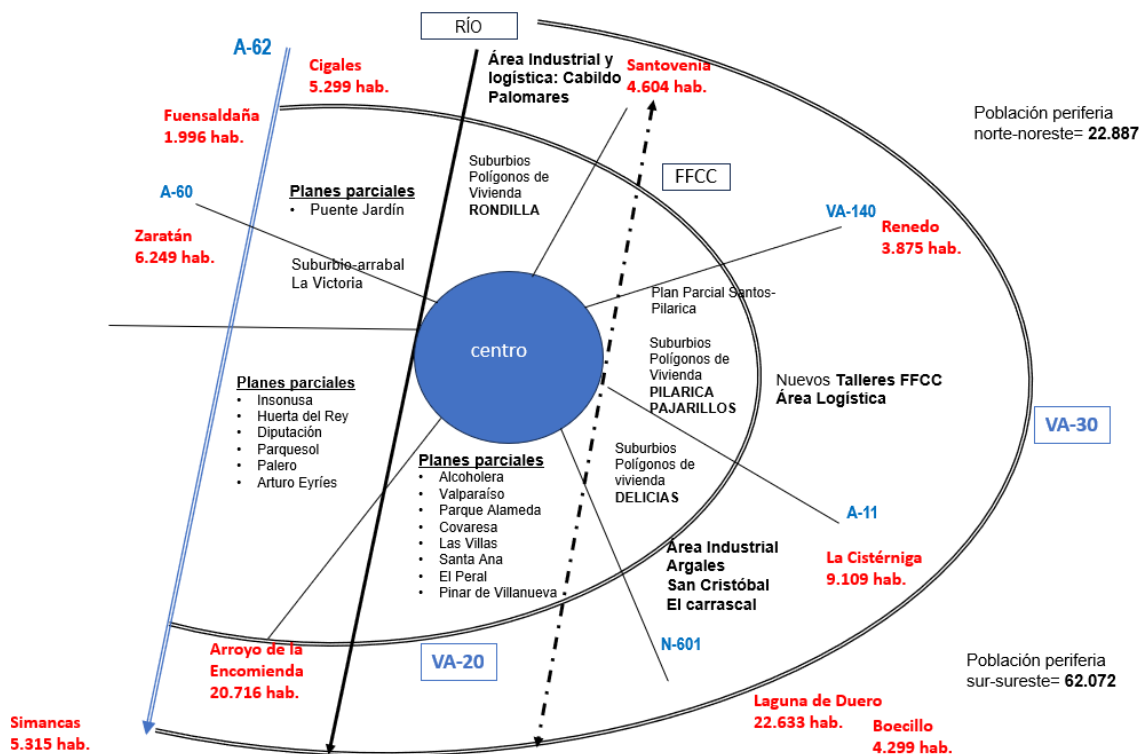 RÍO
A-62
Cigales
5.299 hab.
Área Industrial y
logística: Cabildo
Palomares
Santovenia
4.604 hab.
Fuensaldaña
1.996 hab.
Población periferia
norte-noreste= 22.887
Suburbios
Polígonos de
Vivienda
RONDILLA
FFCC
A-60
Planes parciales
• Puente Jardín
VA-140
Renedo
3.875 hab.
Zaratán
6.249 hab.
Suburbio-arrabal
La Victoria
Plan Parcial Santos-
Pilarica
centro
Suburbios
Polígonos de
Vivienda
PILARICA
PAJARILLOS
Nuevos Talleres FFCC
Área Logística
VA-30
Planes parciales
• Insonusa
• Huerta del Rey
• Diputación
• Parquesol
• Palero
• Arturo Eyríes
Planes parciales
• Alcoholera
• Valparaíso
• Parque Alameda
• Covaresa
• Las Villas
• Santa Ana
• El Peral
• Pinar de Villanueva
Suburbios
Polígonos de
vivienda
DELICIAS
A-11
Área Industrial
Argales
San Cristóbal
El carrascal
La Cistérniga
9.109 hab.
N-601
Arroyo de la
Encomienda
20.716 hab.
VA-20
Población periferia
sur-sureste= 62.072
Laguna de Duero
22.633 hab.
Simancas
5.315 hab.
Boecillo
4.299 hab.